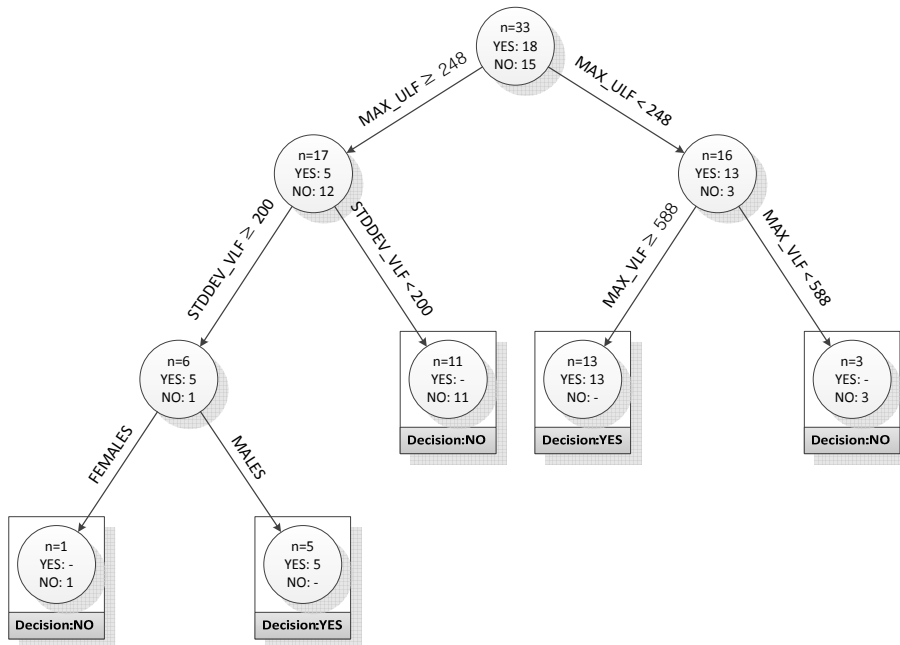 n=33
YES: 18
NO: 15
MAX_ULF ≥ 248
MAX_ULF < 248
n=17
YES: 5
NO: 12
n=16
YES: 13
NO: 3
STDDEV_VLF ≥ 200
STDDEV_VLF < 200
MAX_VLF ≥ 588
MAX_VLF <588
n=6
YES: 5
NO: 1
n=11
YES: -
NO: 11
Decision:NO
n=13
YES: 13
NO: -
Decision:YES
n=3
YES: -
NO: 3
Decision:NO
FEMALES
MALES
n=1
YES: -
NO: 1
Decision:NO
n=5
YES: 5
NO: -
Decision:YES